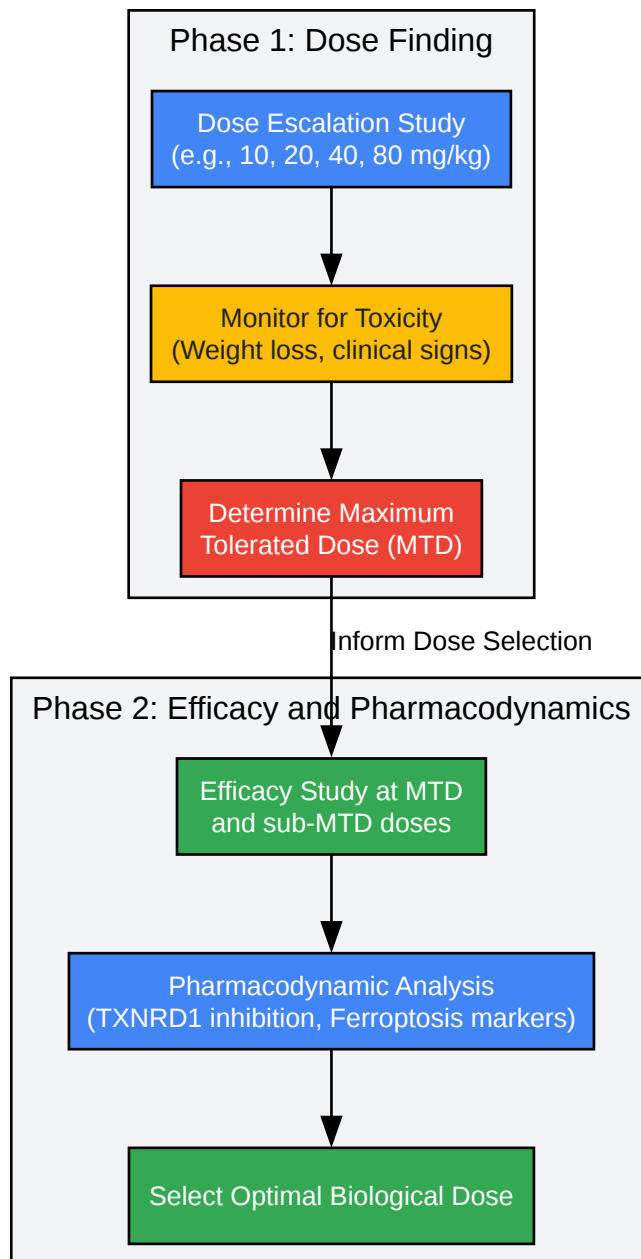 Phase 1: Dose Finding
Dose Escalation Study
(e.g., 10, 20, 40, 80 mg/kg)
Monitor for Toxicity
(Weight loss, clinical signs)
Determine Maximum
Tolerated Dose (MTD)
Inform Dose Selection
Phase 2: Efficacy and Pharmacodynamics
Efficacy Study at MTD
and sub-MTD doses
Pharmacodynamic Analysis
(TXNRD1 inhibition, Ferroptosis markers)
Select Optimal Biological Dose